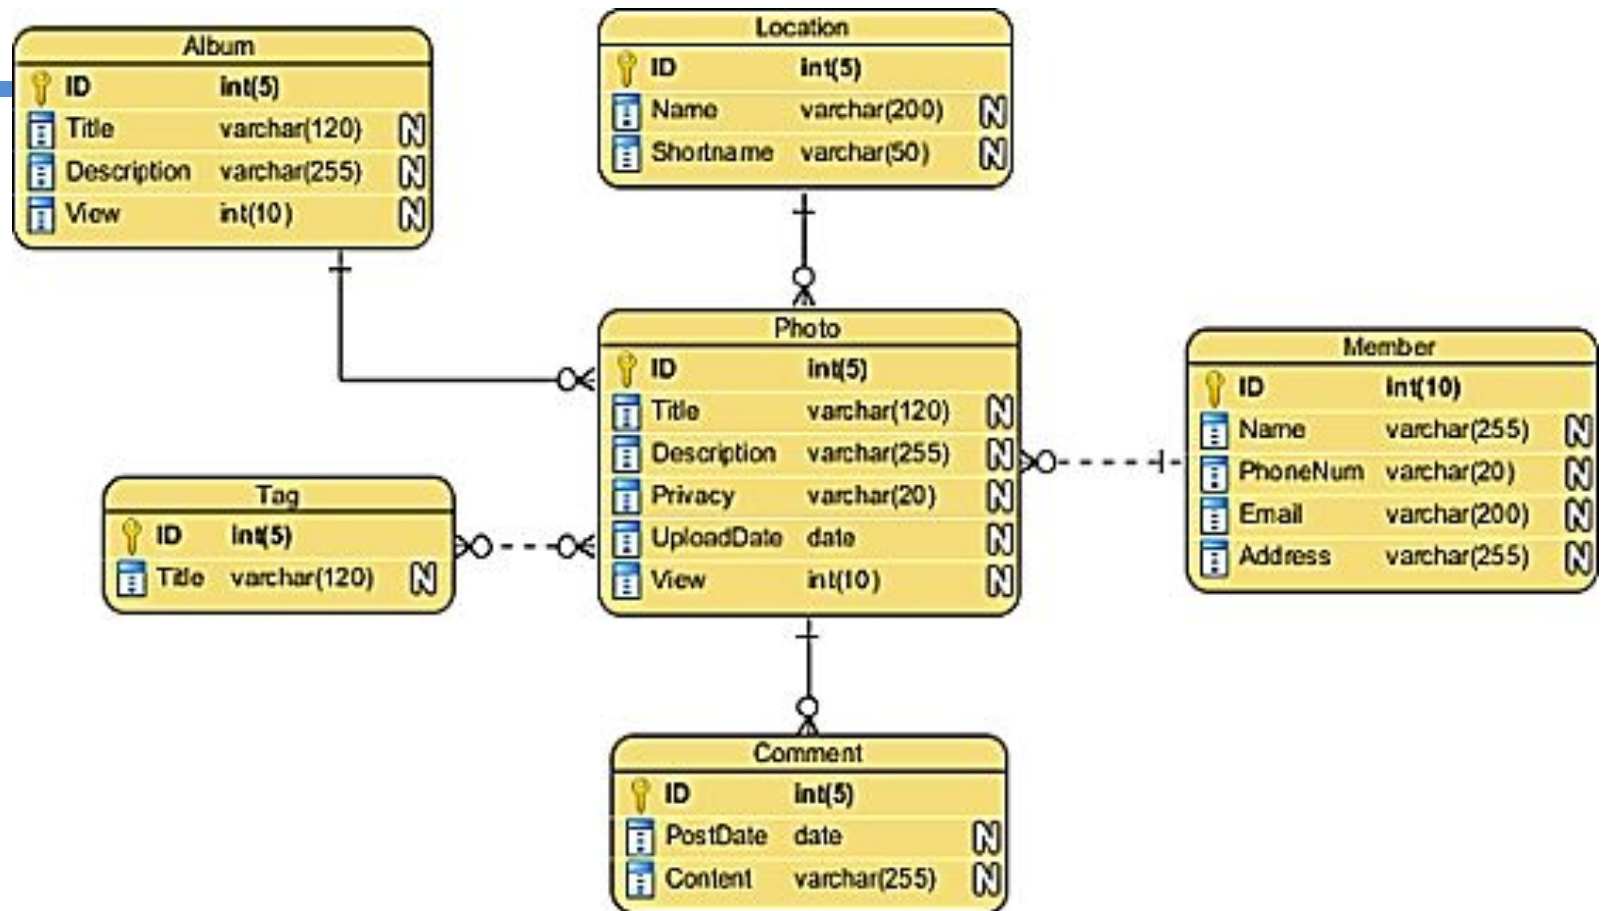 Album
ID int(5)
Title varchar(120) N
Description varchar(255) N
View int(10) N
Location
ID int(5)
Name varchar(200) N
Shortname varchar(50) N
Photo
ID int(5)
Title varchar(120) N
Description varchar(255) N
Privacy varchar(20) N
UploadDate date N
View int(10) N
Member
ID int(10)
Name varchar(255) N
PhoneNum varchar(20) N
Email varchar(200) N
Address varchar(255) N
Tag
ID int(5)
Title varchar(120) N
Comment
ID int(5)
PostDate date N
Content varchar(255) N